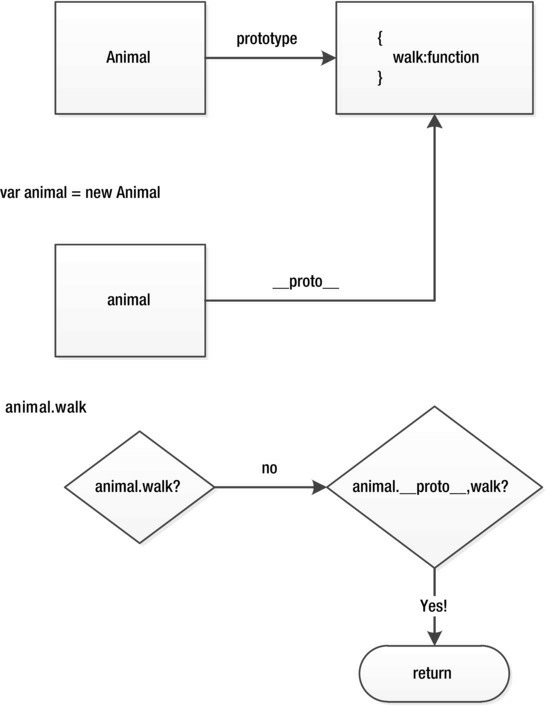 Animal
prototype
{
walk:function
}
var animal = new Animal
animal
__proto__
animal.walk
animal.walk?
no
animal.__proto__,walk?
Yes!
return